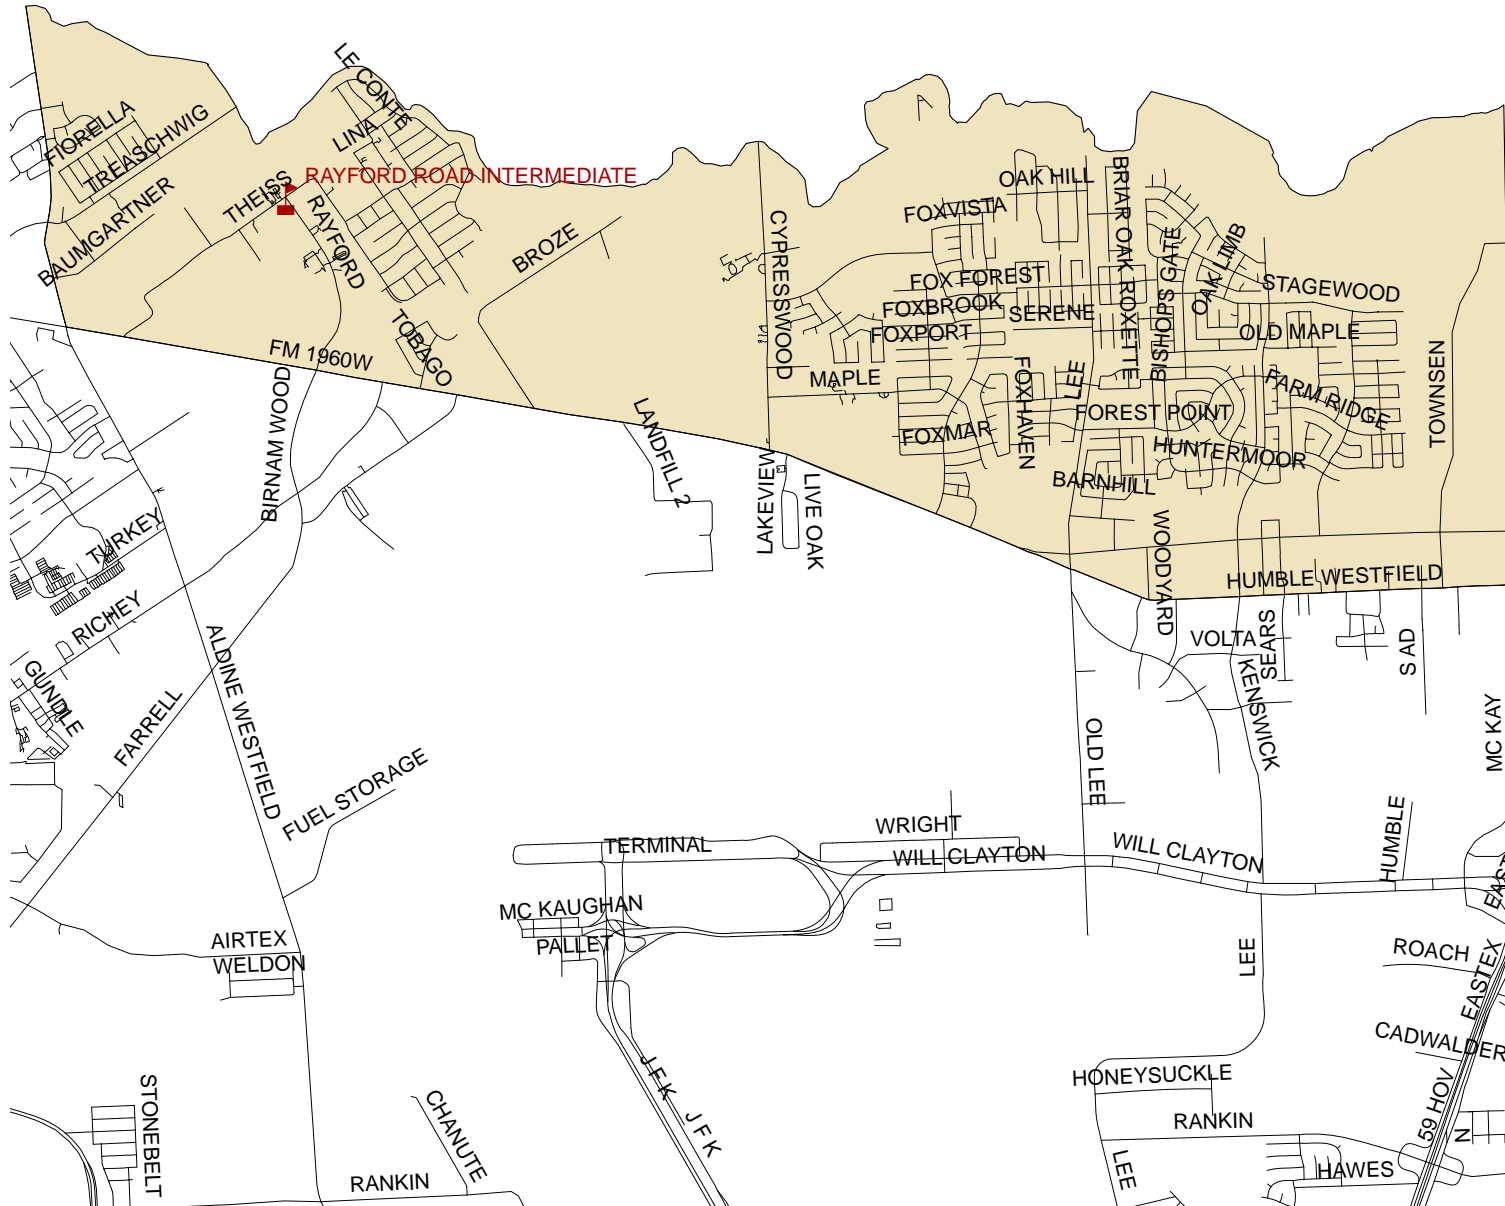 LE CONTE
FIORELLA
TREASCHWIG
LINA
RAYFORD ROAD INTERMEDIATE
THEISS
BAUMGARTNER
RAYFORD
BROZE
CYPRESSWOOD
OAK HILL
FOXVISTA
BRIAR OAK
ROXETTE
BISHOPS GATE
OAK LIMB
FOX FOREST
STAGEWOOD
FOXBROOK
SERENE
FOXPORT
OLD MAPLE
TOBAGO
FM 1960W
MAPLE
FOXHAVEN
LEE
FARM RIDGE
TOWNSEN
FOREST POINT
FOXMAR
HUNTERMOOR
BARNHILL
BIRNAM WOOD
LANDFILL 2
LAKEVIEW
LIVE OAK
WOODYARD
TURKEY
HUMBLE WESTFIELD
RICHEY
VOLTA
SEARS
S AD
KENSWICK
GUNDLE
FARRELL
ALDINE WESTFIELD
OLD LEE
MC KAY
FUEL STORAGE
TERMINAL
WRIGHT
WILL CLAYTON
WILL CLAYTON
HUMBLE
MC KAUGHAN
PALLET
AIRTEX
WELDON
LEE
ROACH
EASTEX
CADWALDER
J F K
J F K
HONEYSUCKLE
59 HOV
N
RANKIN
STONEBELT
CHANUTE
RANKIN
LEE
HAWES